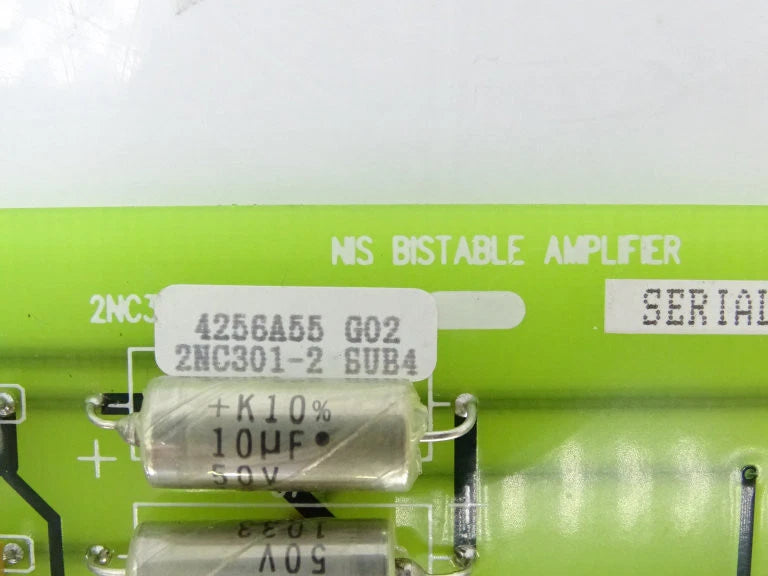 NIS BISTABLE AMPLIFIER
2NC3
4256A55 G02
2NC301-2 SUB4
SERIAL
+K10%
10µF
50V
+
1033
50V